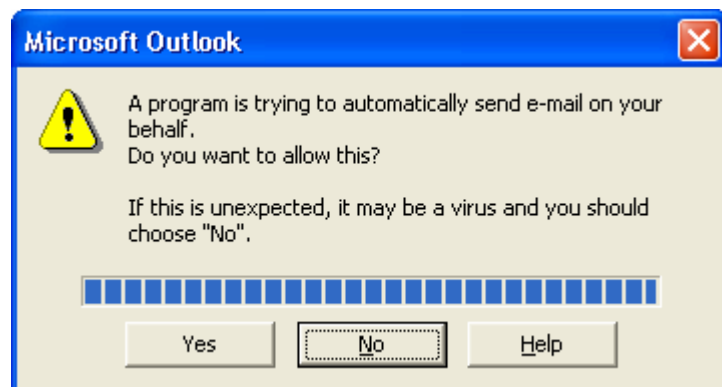 Microsoft Outlook
A program is trying to automatically send e-mail on your
behalf.
Do you want to allow this?
If this is unexpected, it may be a virus and you should
choose "No".
Yes
No
Help